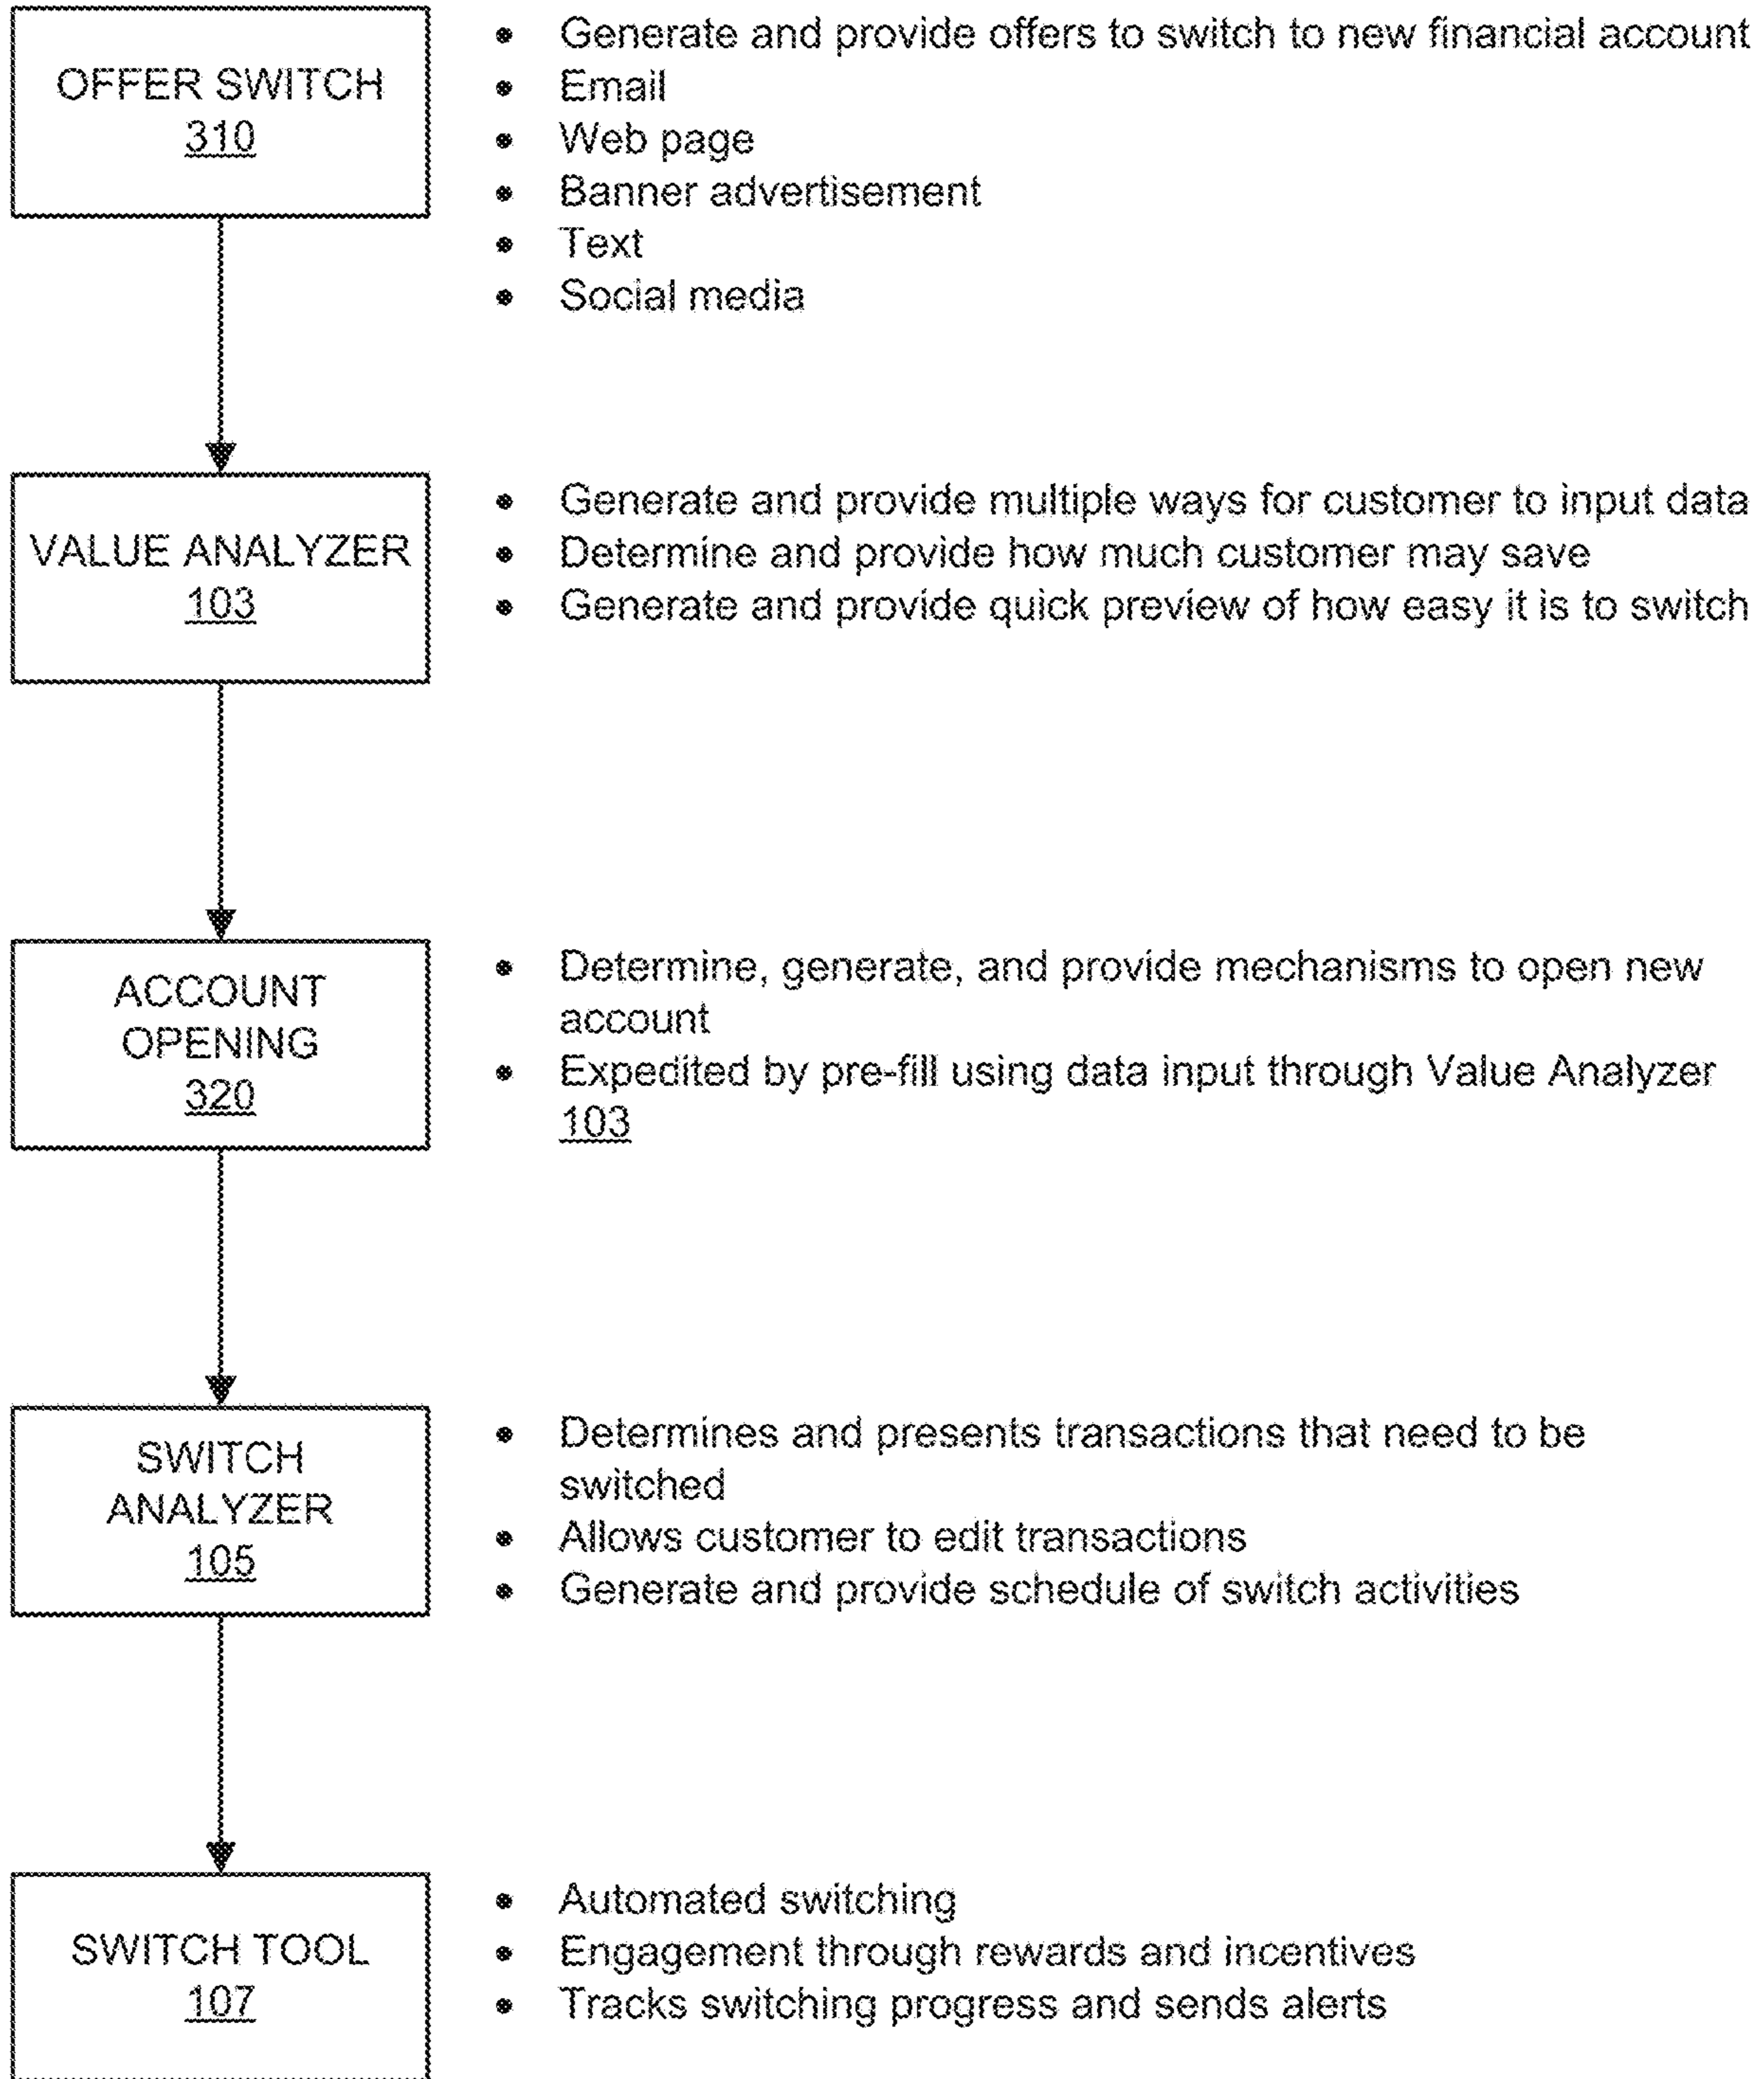 OFFER SWITCH
310
• Generate and provide offers to switch to new financial account
• Email
• Web page
• Banner advertisement
• Text
• Social media
VALUE ANALYZER
103
• Generate and provide multiple ways for customer to input data
• Determine and provide how much customer may save
• Generate and provide quick preview of how easy it is to switch
ACCOUNT
OPENING
320
• Determine, generate, and provide mechanisms to open new
account
• Expedited by pre-fill using data input through Value Analyzer
103
SWITCH
ANALYZER
105
• Determines and presents transactions that need to be
switched
• Allows customer to edit transactions
• Generate and provide schedule of switch activities
SWITCH TOOL
107
• Automated switching
• Engagement through rewards and incentives
• Tracks switching progress and sends alerts